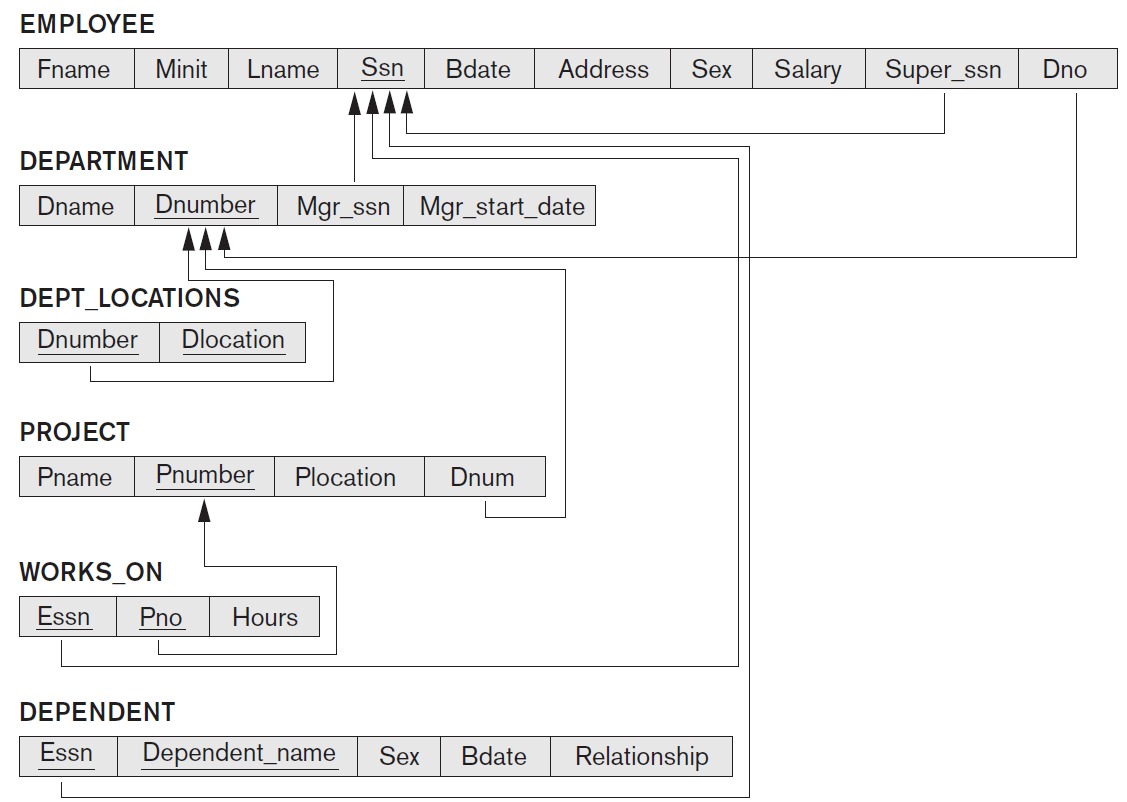 EMPLOYEE
Fname Minit Lname Ssn Bdate Address Sex Salary Super_ssn Dno
DEPARTMENT
Dname Dnumber Mgr_ssn Mgr_start_date
DEPT_LOCATIONS
Dnumber Dlocation
PROJECT
Pname Pnumber Plocation Dnum
WORKS_ON
Essn Pno Hours
DEPENDENT
Essn Dependent_name Sex Bdate Relationship